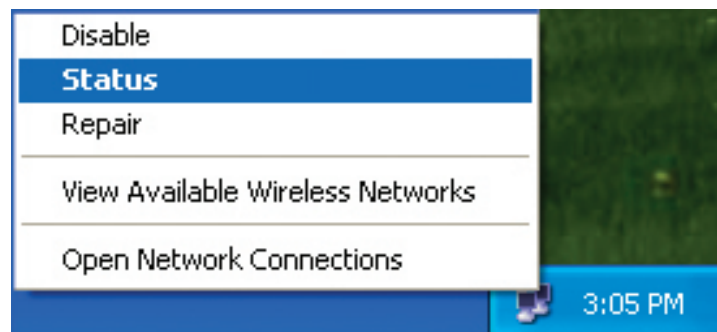 Disable
Status
Repair
View Available Wireless Networks
Open Network Connections
3:05 PM